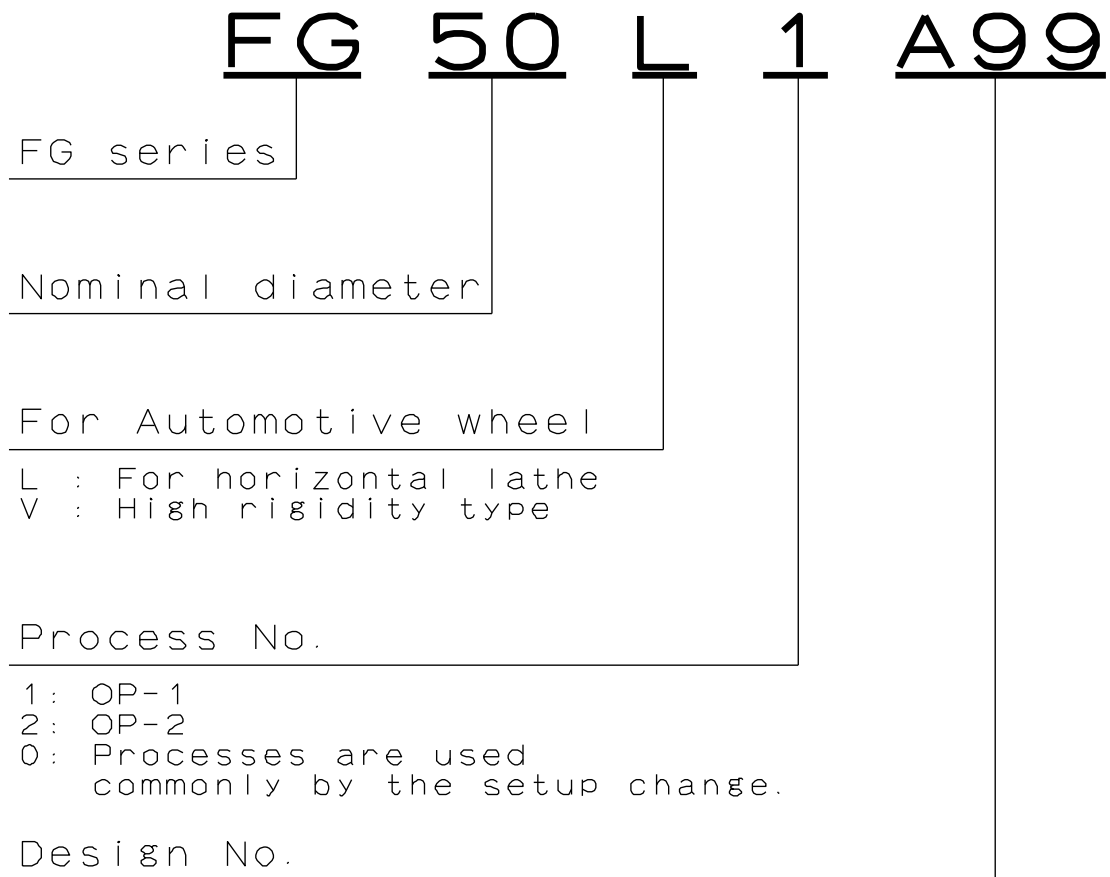 FG 50 L 1 A99
FG series
Nominal diameter
For Automotive wheel
L : For horizontal lathe
V : High rigidity type
Process No.
1: OP-1
2: OP-2
0: Processes are used
commonly by the setup change.
Design No.